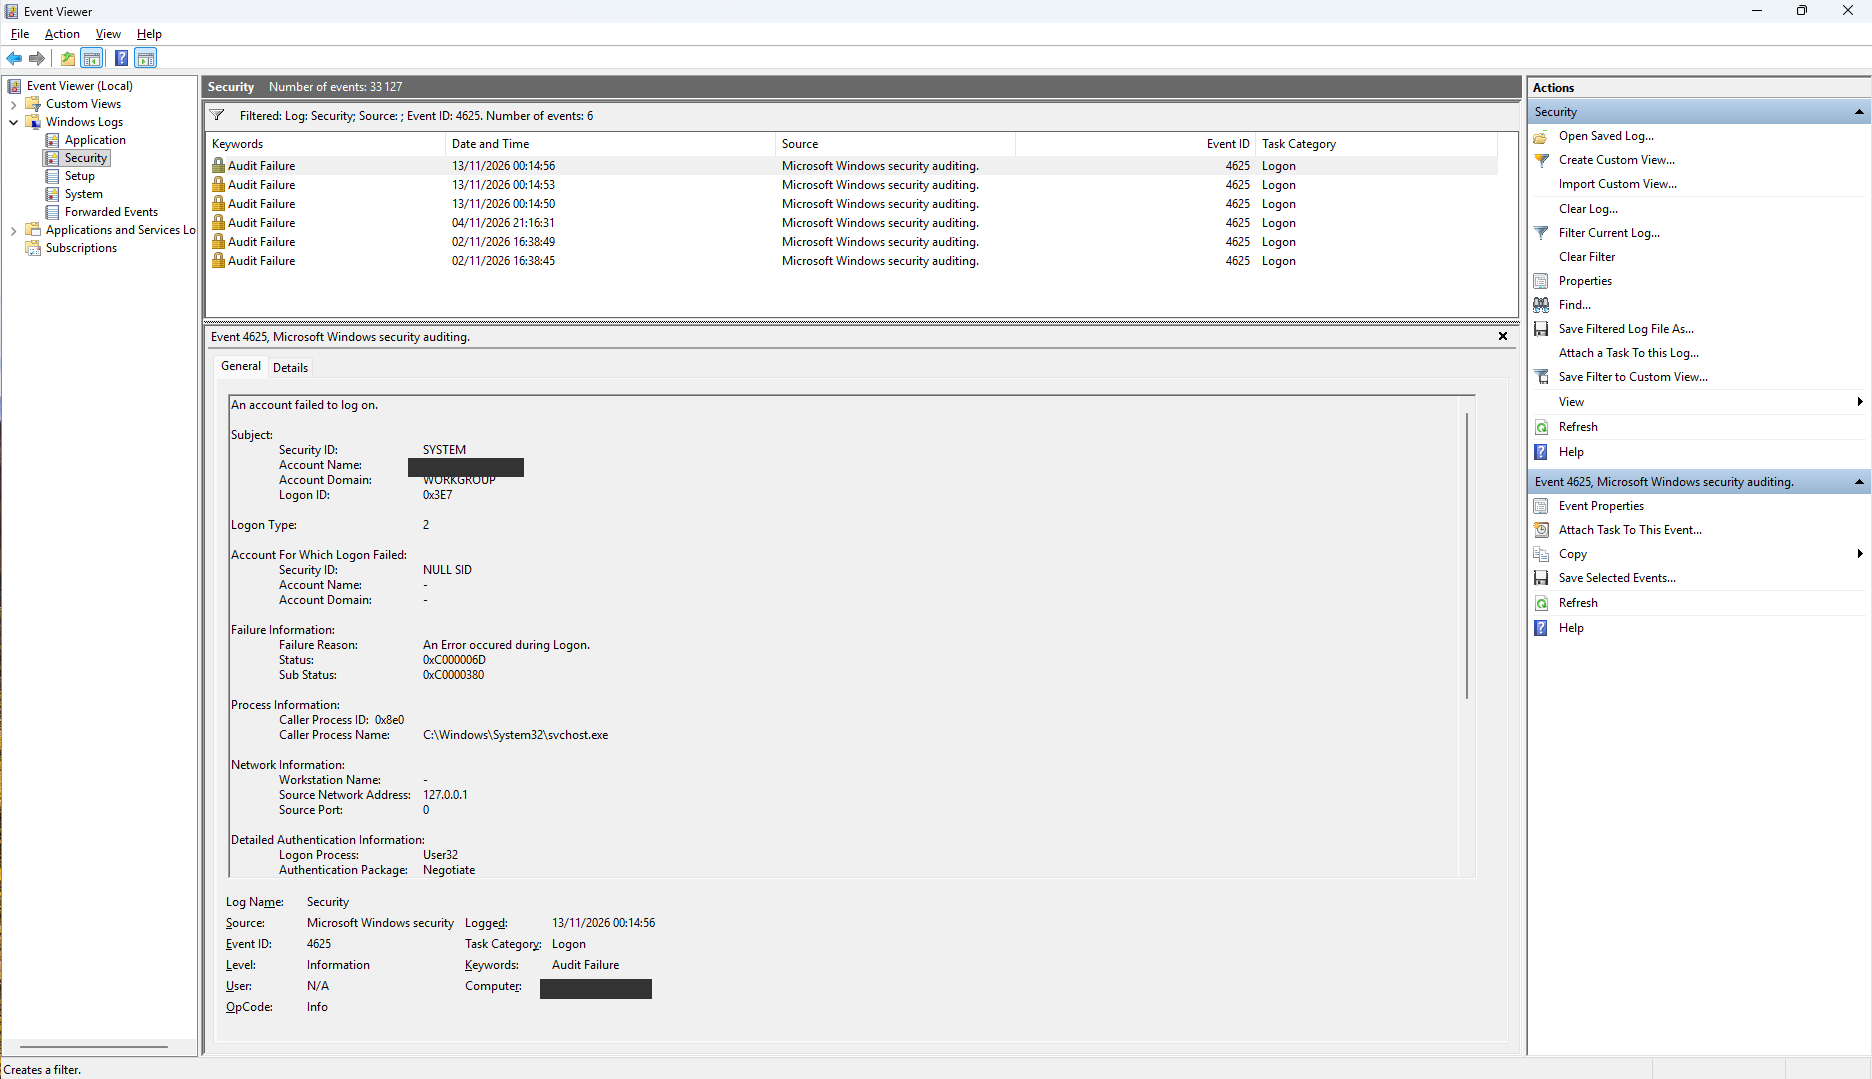 Event Viewer
File Action View Help
Event Viewer (Local)
Custom Views
Windows Logs
Application
Security
Setup
System
Forwarded Events
Applications and Services Lo
Subscriptions
Security Number of events: 33 127
Filtered: Log: Security; Source: ; Event ID: 4625. Number of events: 6
Keywords Date and Time Source Event ID Task Category
Audit Failure 13/11/2026 00:14:56 Microsoft Windows security auditing. 4625 Logon
Audit Failure 13/11/2026 00:14:53 Microsoft Windows security auditing. 4625 Logon
Audit Failure 13/11/2026 00:14:50 Microsoft Windows security auditing. 4625 Logon
Audit Failure 04/11/2026 21:16:31 Microsoft Windows security auditing. 4625 Logon
Audit Failure 02/11/2026 16:38:49 Microsoft Windows security auditing. 4625 Logon
Audit Failure 02/11/2026 16:38:45 Microsoft Windows security auditing. 4625 Logon
Event 4625, Microsoft Windows security auditing.
General Details
An account failed to log on.
Subject:
Security ID: SYSTEM
Account Name:
Account Domain: WORKGROUP
Logon ID: 0x3E7
Logon Type: 2
Account For Which Logon Failed:
Security ID: NULL SID
Account Name: -
Account Domain: -
Failure Information:
Failure Reason: An Error occured during Logon.
Status: 0xC000006D
Sub Status: 0xC0000380
Process Information:
Caller Process ID: 0x8e0
Caller Process Name: C:\Windows\System32\svchost.exe
Network Information:
Workstation Name: -
Source Network Address: 127.0.0.1
Source Port: 0
Detailed Authentication Information:
Logon Process: User32
Authentication Package: Negotiate
Log Name: Security
Source: Microsoft Windows security Logged: 13/11/2026 00:14:56
Event ID: 4625 Task Category: Logon
Level: Information Keywords: Audit Failure
User: N/A Computer:
OpCode: Info
Actions
Security
Open Saved Log...
Create Custom View...
Import Custom View...
Clear Log...
Filter Current Log...
Clear Filter
Properties
Find...
Save Filtered Log File As...
Attach a Task To this Log...
Save Filter to Custom View...
View
Refresh
Help
Event 4625, Microsoft Windows security auditing.
Event Properties
Attach Task To This Event...
Copy
Save Selected Events...
Refresh
Help
Creates a filter.